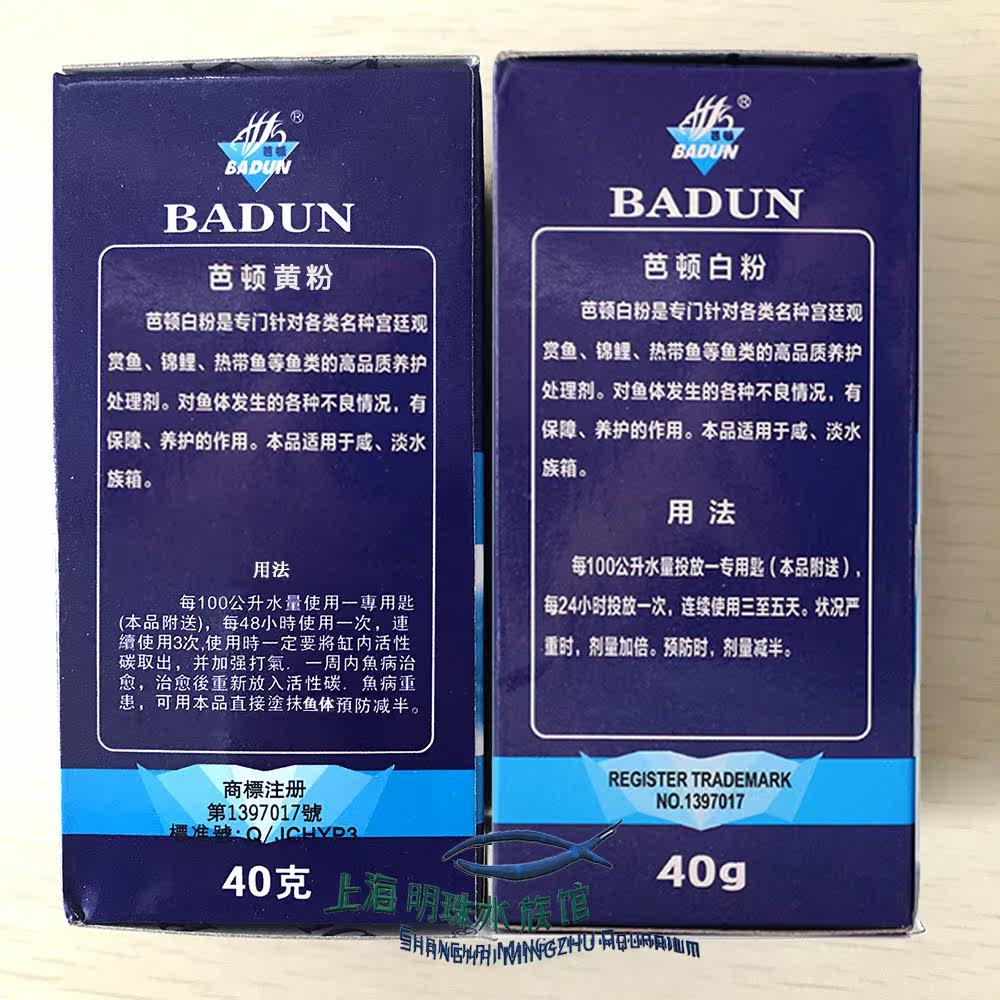 芭顿
BADUN
®
BADUN
芭顿黄粉
芭顿白粉是专门针对各类名种宫廷观
赏鱼、锦鲤、热带鱼等鱼类的高品质养护
处理剂。对鱼体发生的各种不良情况，有
保障、养护的作用。本品适用于咸、淡水
族箱。
用法
每100公升水量使用一專用匙
(本品附送)，每48小時使用一次，連
續使用3次,使用時一定要將缸内活性
碳取出，并加强打氣. 一周内魚病治
愈，治愈後重新放入活性碳. 魚病重
患，可用本品直接塗抹鱼体預防减半。
商標注册
第1397017號
標准號: Q/JCHYP3
40克
芭顿
BADUN
®
BADUN
芭顿白粉
芭顿白粉是专门针对各类名种宫廷观
赏鱼、锦鲤、热带鱼等鱼类的高品质养护
处理剂。对鱼体发生的各种不良情况，有
保障、养护的作用。本品适用于咸、淡水
族箱。
用法
每100公升水量投放一专用匙（本品附送），
每24小时投放一次，连续使用三至五天。状况严
重时，剂量加倍。预防时，剂量减半。
REGISTER TRADEMARK
NO.1397017
40g
上海明珠水族馆
SHANGHAI MINGZHU AQUARIUM